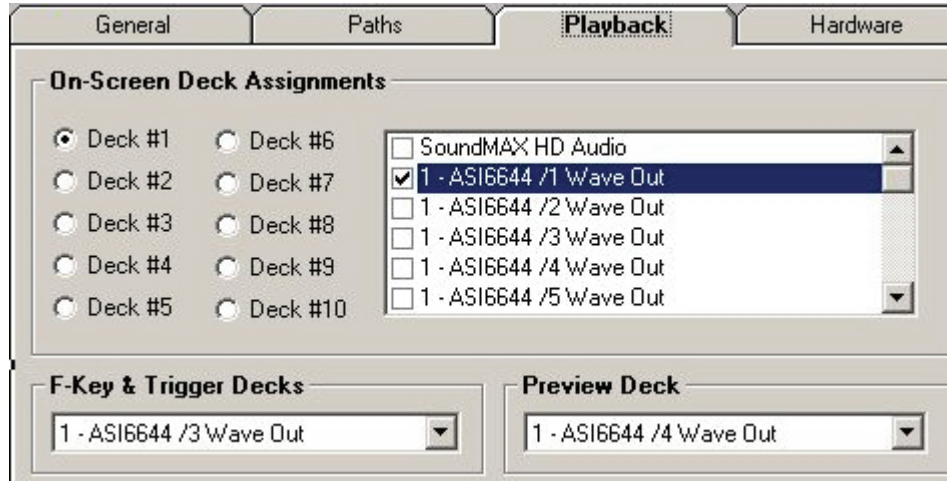 General Paths Playback Hardware
On-Screen Deck Assignments
Deck #1 Deck #6
Deck #2 Deck #7
Deck #3 Deck #8
Deck #4 Deck #9
Deck #5 Deck #10
SoundMAX HD Audio
1 - ASI6644 /1 Wave Out
1 - ASI6644 /2 Wave Out
1 - ASI6644 /3 Wave Out
1 - ASI6644 /4 Wave Out
1 - ASI6644 /5 Wave Out
F-Key & Trigger Decks
1 - ASI6644 /3 Wave Out
Preview Deck
1 - ASI6644 /4 Wave Out